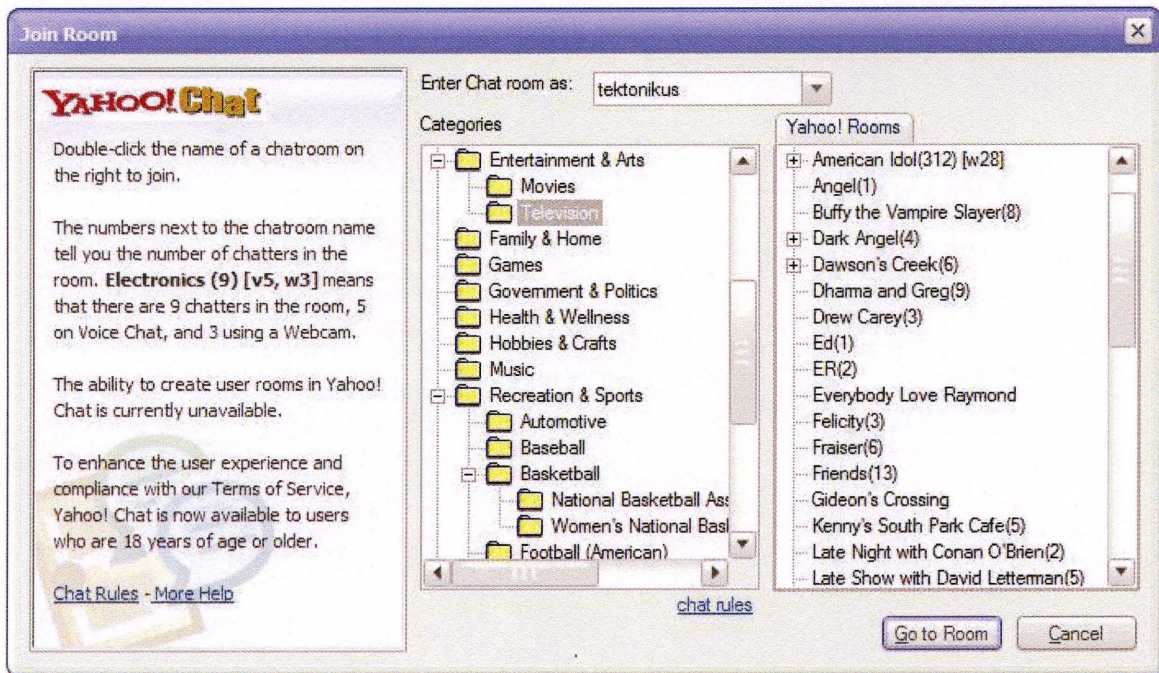 Join Room
YAHOO! Chat
Double-click the name of a chatroom on
the right to join.
The numbers next to the chatroom name
tell you the number of chatters in the
room. Electronics (9) [v5, w3] means
that there are 9 chatters in the room, 5
on Voice Chat, and 3 using a Webcam.
The ability to create user rooms in Yahoo!
Chat is currently unavailable.
To enhance the user experience and
compliance with our Terms of Service,
Yahoo! Chat is now available to users
who are 18 years of age or older.
Chat Rules - More Help
Enter Chat room as: tektonikus
Categories
Entertainment & Arts
Movies
Television
Family & Home
Games
Government & Politics
Health & Wellness
Hobbies & Crafts
Music
Recreation & Sports
Automotive
Baseball
Basketball
National Basketball Ass
Women's National Bask
Football (American)
chat rules
Yahoo! Rooms
American Idol(312) [w28]
Angel(1)
Buffy the Vampire Slayer(8)
Dark Angel(4)
Dawson's Creek(6)
Dharma and Greg(9)
Drew Carey(3)
Ed(1)
ER(2)
Everybody Love Raymond
Felicity(3)
Fraiser(6)
Friends(13)
Gideon's Crossing
Kenny's South Park Cafe(5)
Late Night with Conan O'Brien(2)
Late Show with David Letterman(5)
Go to Room
Cancel